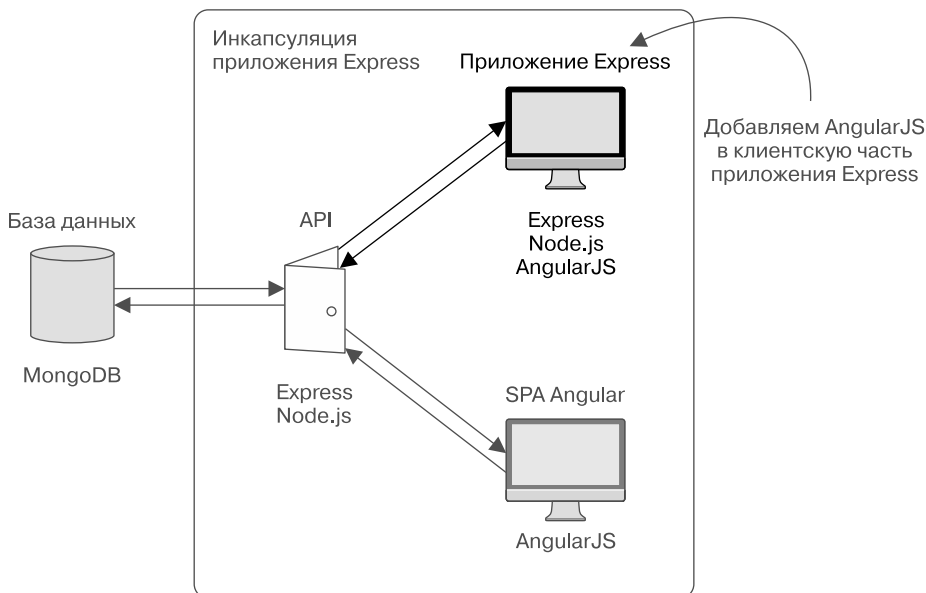 Инкапсуляция
приложения Express
Приложение Express
Добавляем AngularJS
в клиентскую часть
приложения Express
База данных
API
Express
Node.js
AngularJS
MongoDB
Express
Node.js
SPA Angular
AngularJS